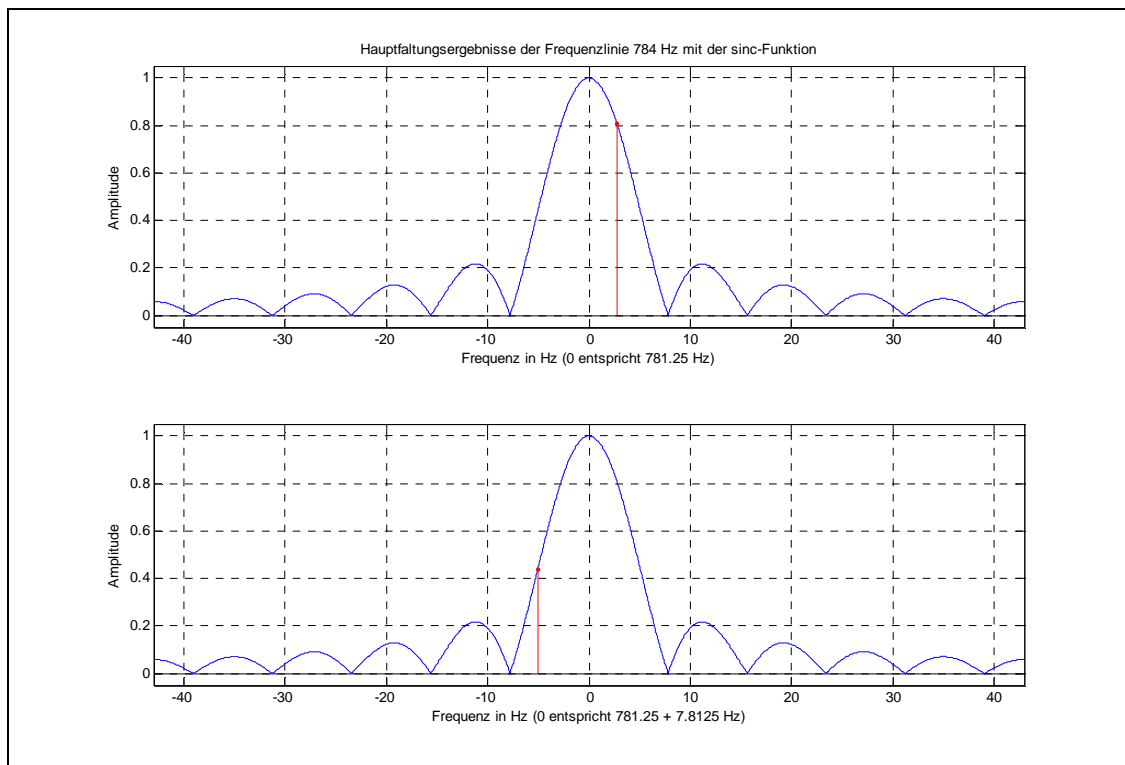 Hauptfaltungsergebnisse der Frequenzlinie 784 Hz mit der sinc-Funktion
1
0.8
0.6
0.4
0.2
0
Amplitude
-40 -30 -20 -10 0 10 20 30 40
Frequenz in Hz (0 entspricht 781.25 Hz)
1
0.8
0.6
0.4
0.2
0
Amplitude
-40 -30 -20 -10 0 10 20 30 40
Frequenz in Hz (0 entspricht 781.25 + 7.8125 Hz)